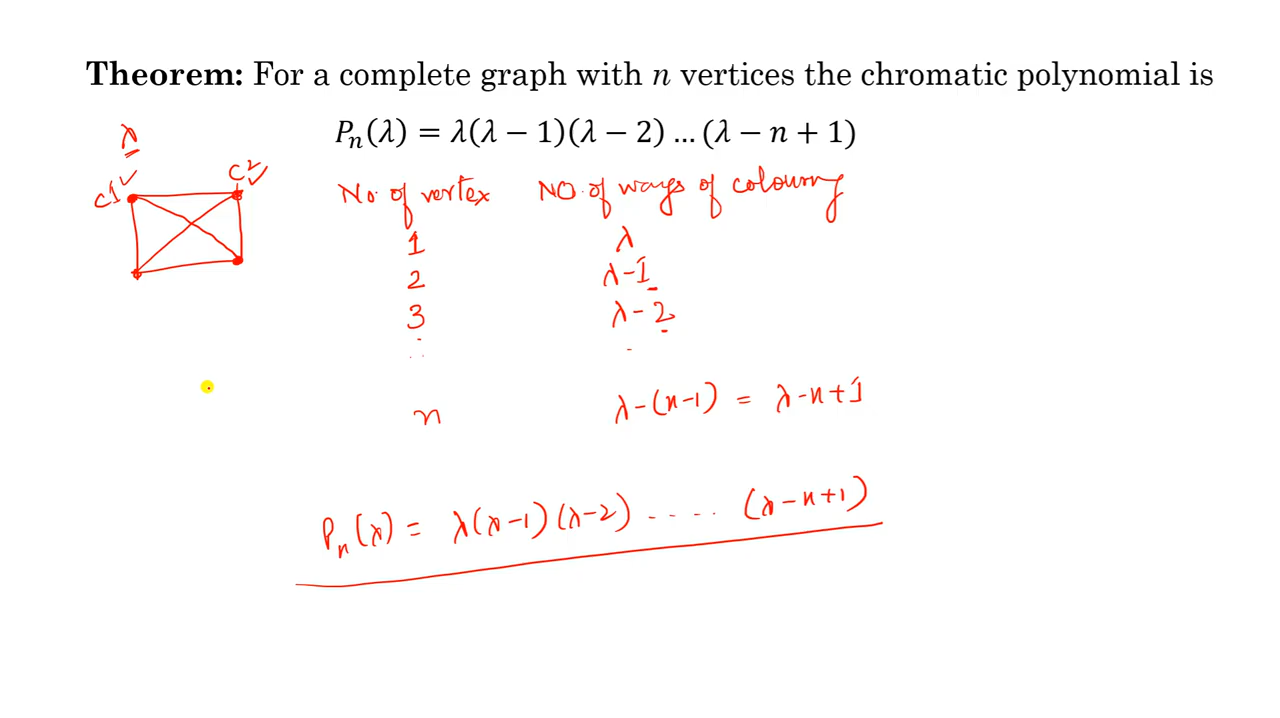 Theorem: For a complete graph with n vertices the chromatic polynomial is
Pₙ(λ) = λ(λ − 1)(λ − 2) … (λ − n + 1)
λ
C1 C2
No. of vertex NO. of ways of colouring
1 λ
2 λ-1
3 λ-2
n λ-(n-1) = λ-n+1
Pₙ(λ) = λ(λ-1)(λ-2) ..... (λ-n+1)